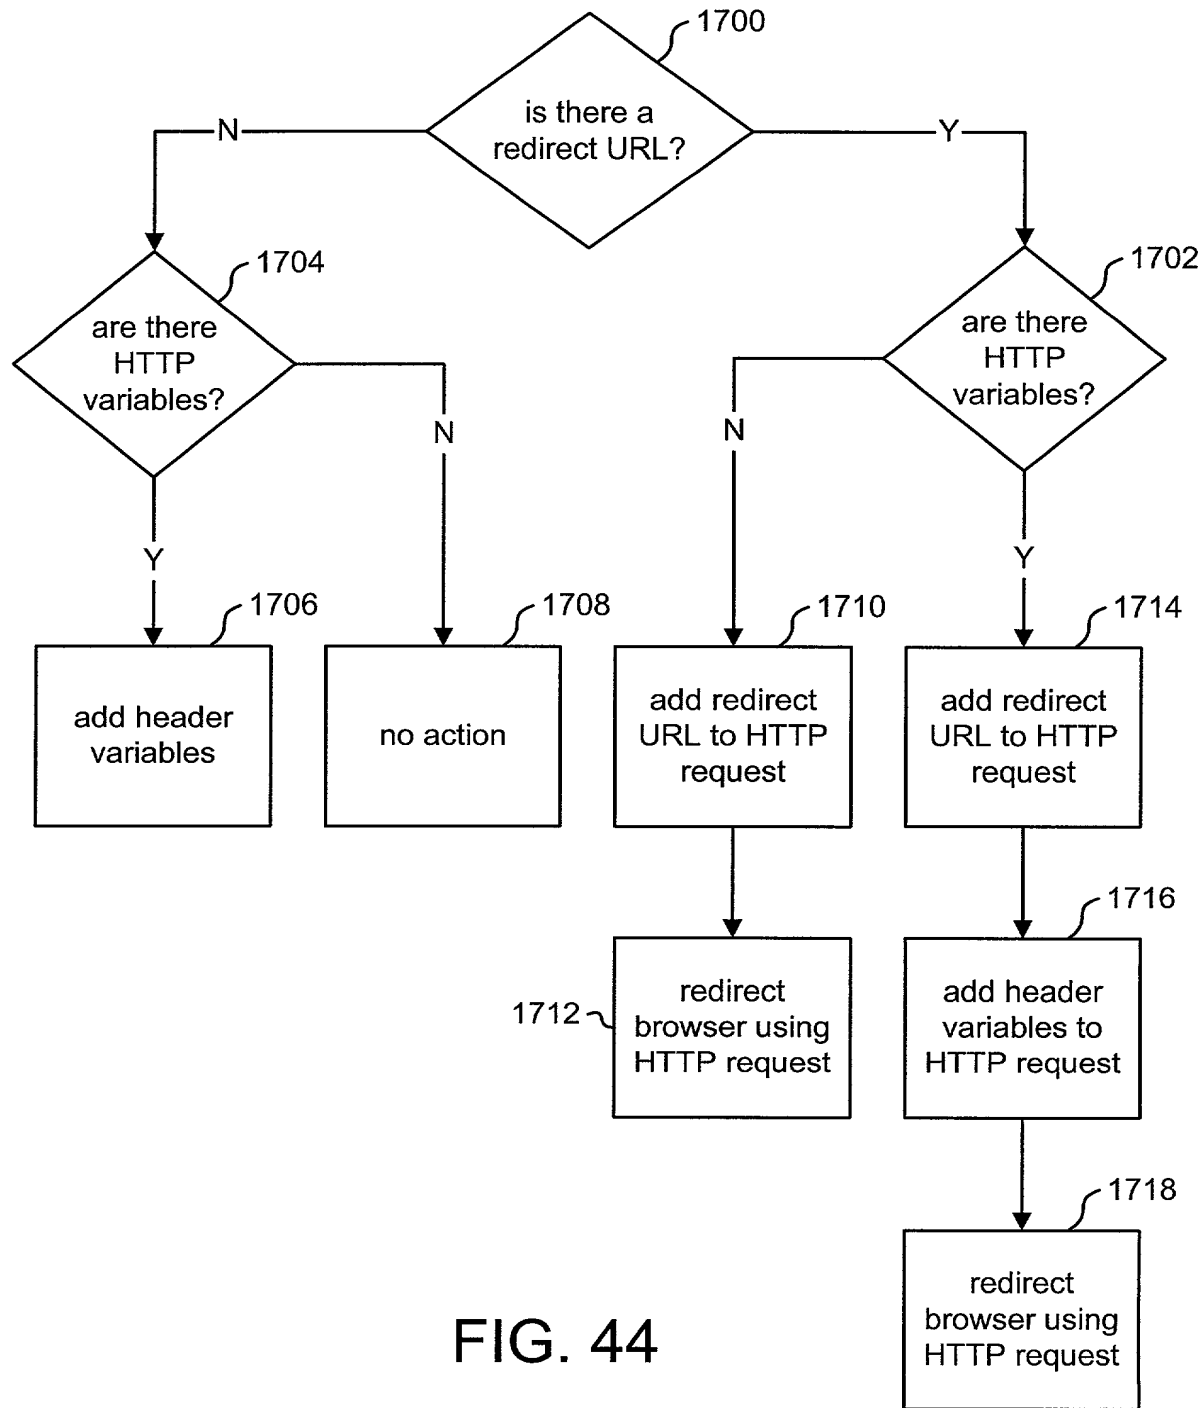 1700
is there a
redirect URL?
N
Y
1704
are there
HTTP
variables?
1702
are there
HTTP
variables?
N
N
Y
Y
1706
add header
variables
1708
no action
1710
add redirect
URL to HTTP
request
1714
add redirect
URL to HTTP
request
1712
redirect
browser using
HTTP request
1716
add header
variables to
HTTP request
1718
redirect
browser using
HTTP request
FIG. 44